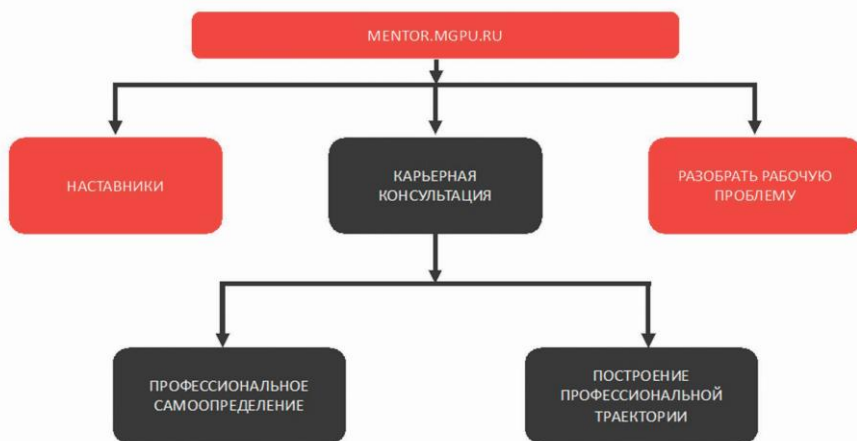 MENTOR.MGPU.RU
НАСТАВНИКИ
КАРЬЕРНАЯ
КОНСУЛЬТАЦИЯ
РАЗОБРАТЬ РАБОЧУЮ
ПРОБЛЕМУ
ПРОФЕССИОНАЛЬНОЕ
САМООПРЕДЕЛЕНИЕ
ПОСТРОЕНИЕ
ПРОФЕССИОНАЛЬНОЙ
ТРАЕКТОРИИ